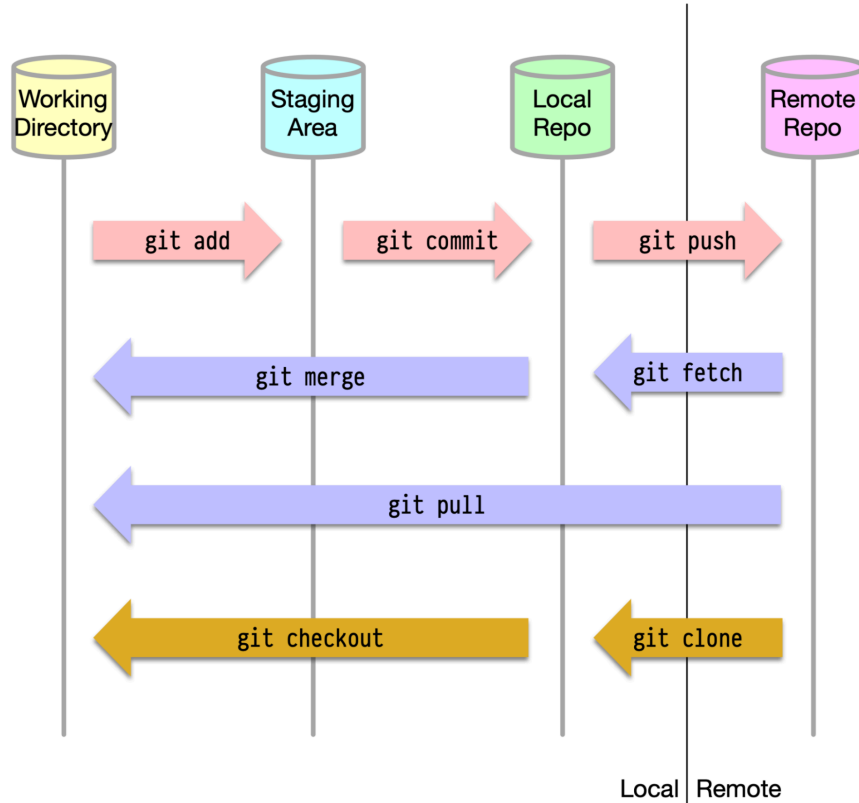 Working
Directory
Staging
Area
Local
Repo
Remote
Repo
git add
git commit
git push
git merge
git fetch
git pull
git checkout
git clone
Local
Remote